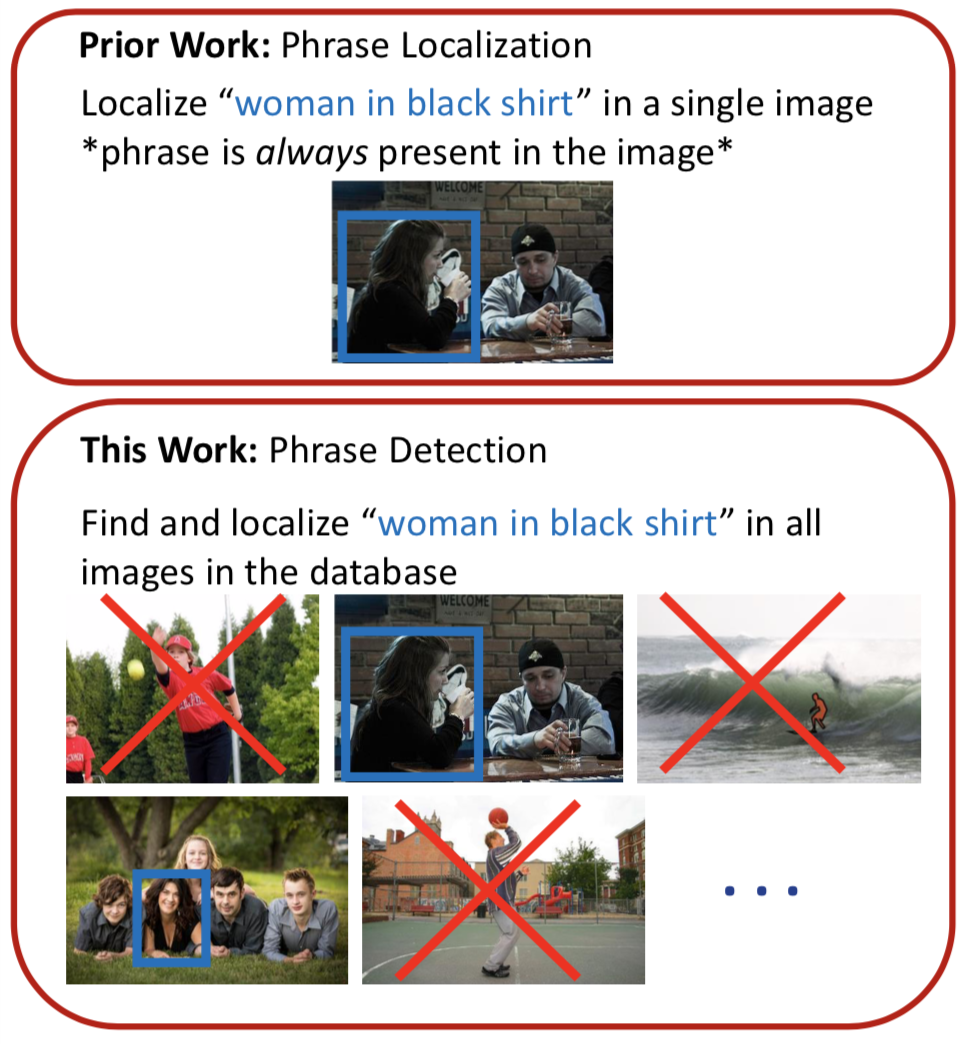 Prior Work: Phrase Localization
Localize “woman in black shirt” in a single image
*phrase is always present in the image*
WELCOME
This Work: Phrase Detection
Find and localize “woman in black shirt” in all
images in the database
WELCOME
. . .